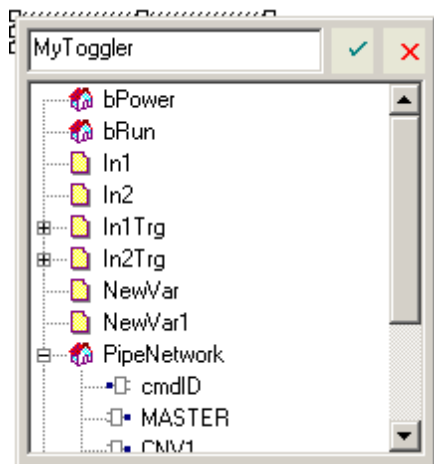 MyToggler
bPower
bRun
In1
In2
In1Trg
In2Trg
NewVar
NewVar1
PipeNetwork
cmdID
MASTER
CNV1